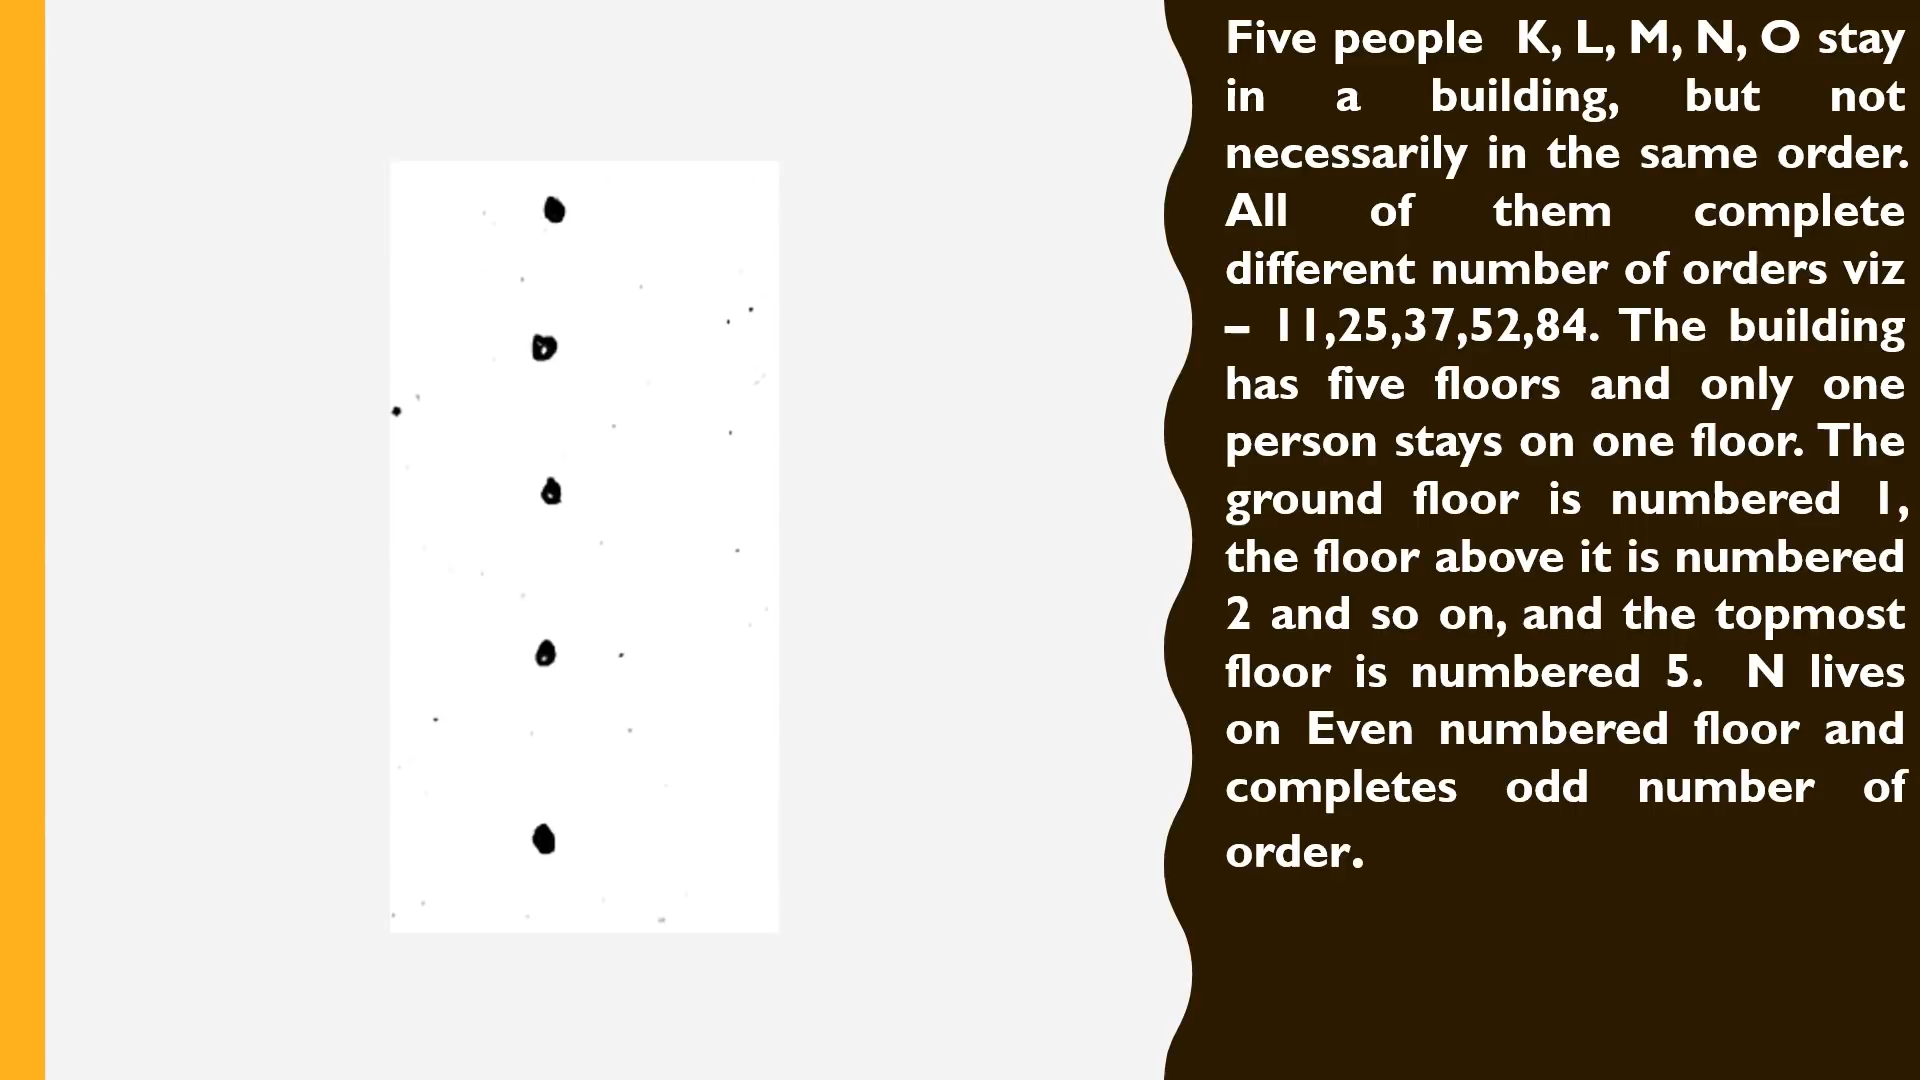 Five people K, L, M, N, O stay
in a building, but not
necessarily in the same order.
All of them complete
different number of orders viz
– 11,25,37,52,84. The building
has five floors and only one
person stays on one floor. The
ground floor is numbered 1,
the floor above it is numbered
2 and so on, and the topmost
floor is numbered 5. N lives
on Even numbered floor and
completes odd number of
order.